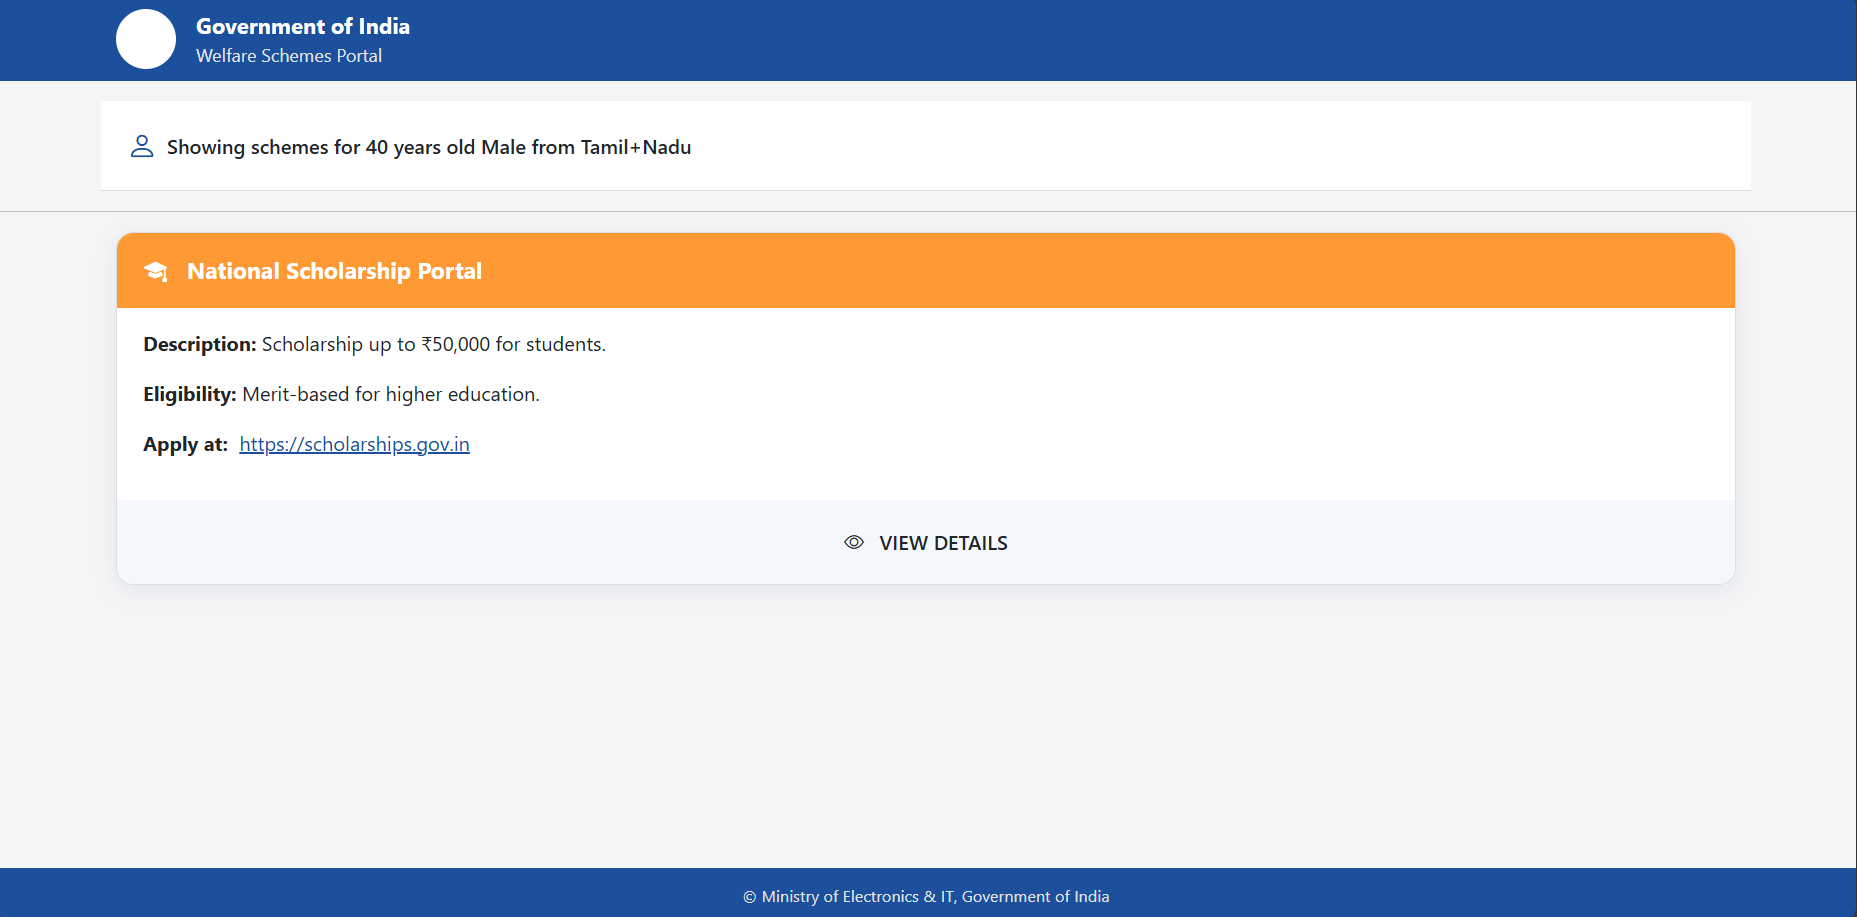 Government of India
Welfare Schemes Portal
Showing schemes for 40 years old Male from Tamil+Nadu
National Scholarship Portal
Description: Scholarship up to ₹50,000 for students.
Eligibility: Merit-based for higher education.
Apply at: https://scholarships.gov.in
VIEW DETAILS
© Ministry of Electronics & IT, Government of India